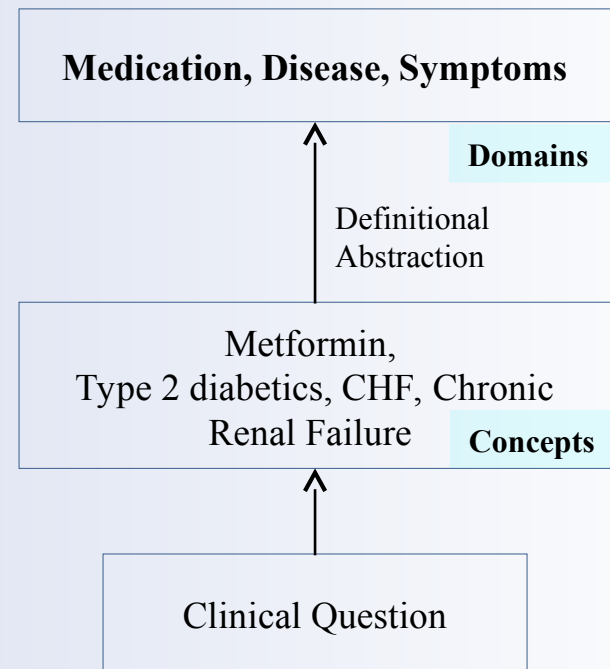 Medication, Disease, Symptoms
Domains
Definitional
Abstraction
Metformin,
Type 2 diabetics, CHF, Chronic
Renal Failure
Concepts
Clinical Question